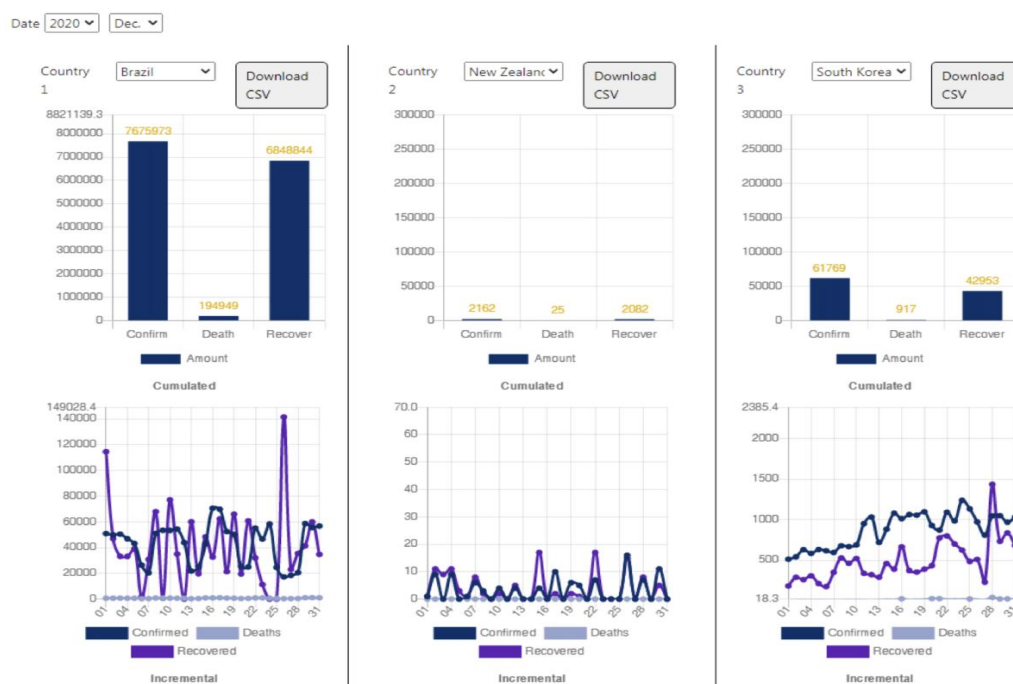 Date 2020 Dec.
Country 1 Brazil Download CSV
8821139.3
8000000
7000000
6000000
5000000
4000000
3000000
2000000
1000000
0
7675973
194949
6848844
Confirm Death Recover
Amount
Cumulated
149028.4
140000
120000
100000
80000
60000
40000
20000
0
01 04 07 10 13 16 19 22 25 28 31
Confirmed Deaths
Recovered
Incremental
Country 2 New Zealand Download CSV
300000
250000
200000
150000
100000
50000
0
2162
25
2082
Confirm Death Recover
Amount
Cumulated
70.0
60
50
40
30
20
10
0
01 04 07 10 13 16 19 22 25 28 31
Confirmed Deaths
Recovered
Incremental
Country 3 South Korea Download CSV
300000
250000
200000
150000
100000
50000
0
61769
917
42953
Confirm Death Recover
Amount
Cumulated
2385.4
2000
1500
1000
500
18.3
01 04 07 10 13 16 19 22 25 28 31
Confirmed Deaths
Recovered
Incremental